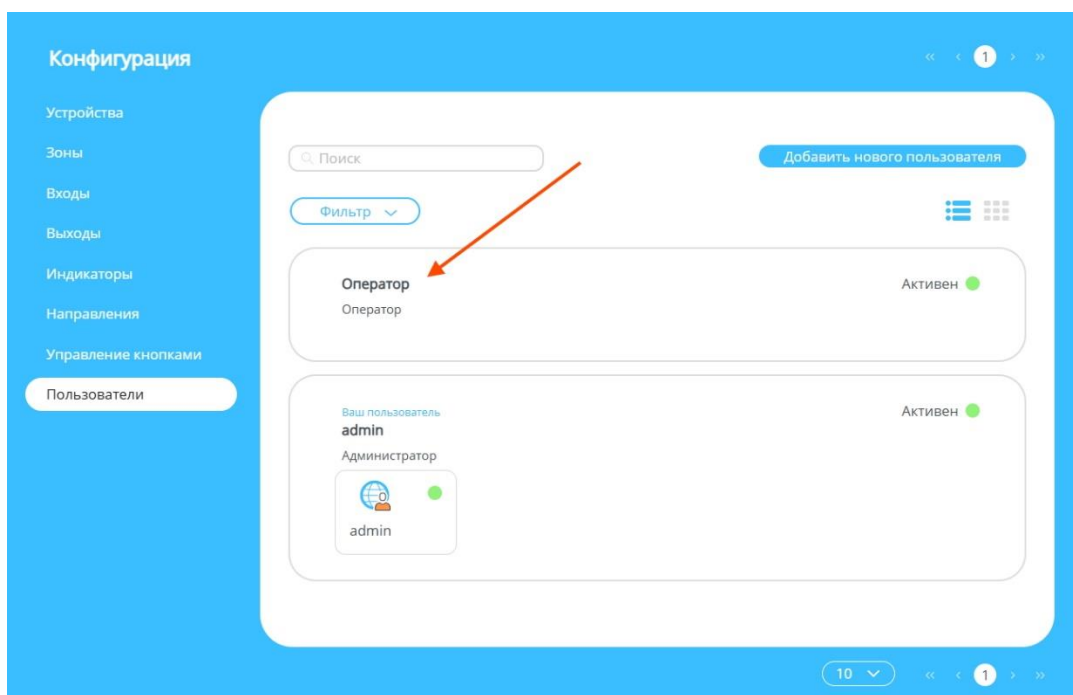 Конфигурация
« ‹ 1 › »
Устройства
Зоны
Входы
Выходы
Индикаторы
Направления
Управление кнопками
Пользователи
Поиск
Добавить нового пользователя
Фильтр
Оператор
Активен
Оператор
Ваш пользователь
Активен
admin
Администратор
admin
10
« ‹ 1 › »